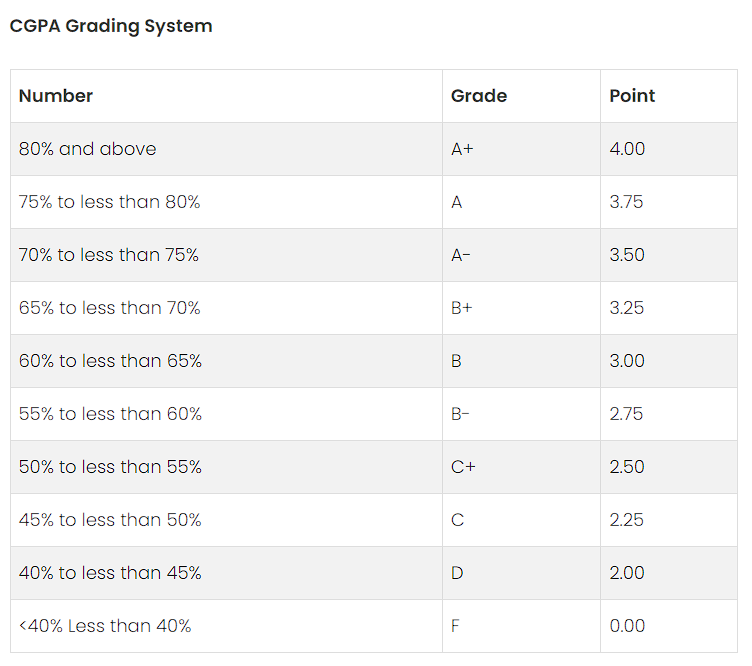 CGPA Grading System
Number Grade Point
80% and above A+ 4.00
75% to less than 80% A 3.75
70% to less than 75% A- 3.50
65% to less than 70% B+ 3.25
60% to less than 65% B 3.00
55% to less than 60% B- 2.75
50% to less than 55% C+ 2.50
45% to less than 50% C 2.25
40% to less than 45% D 2.00
<40% Less than 40% F 0.00